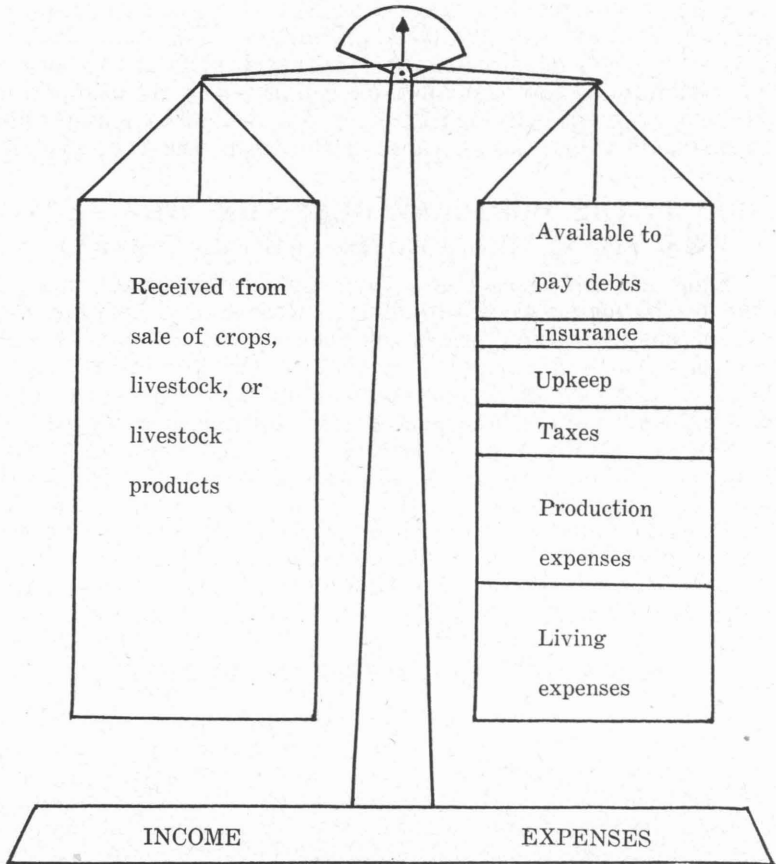 Received from
sale of crops,
livestock, or
livestock
products
Available to
pay debts
Insurance
Upkeep
Taxes
Production
expenses
Living
expenses
INCOME
EXPENSES